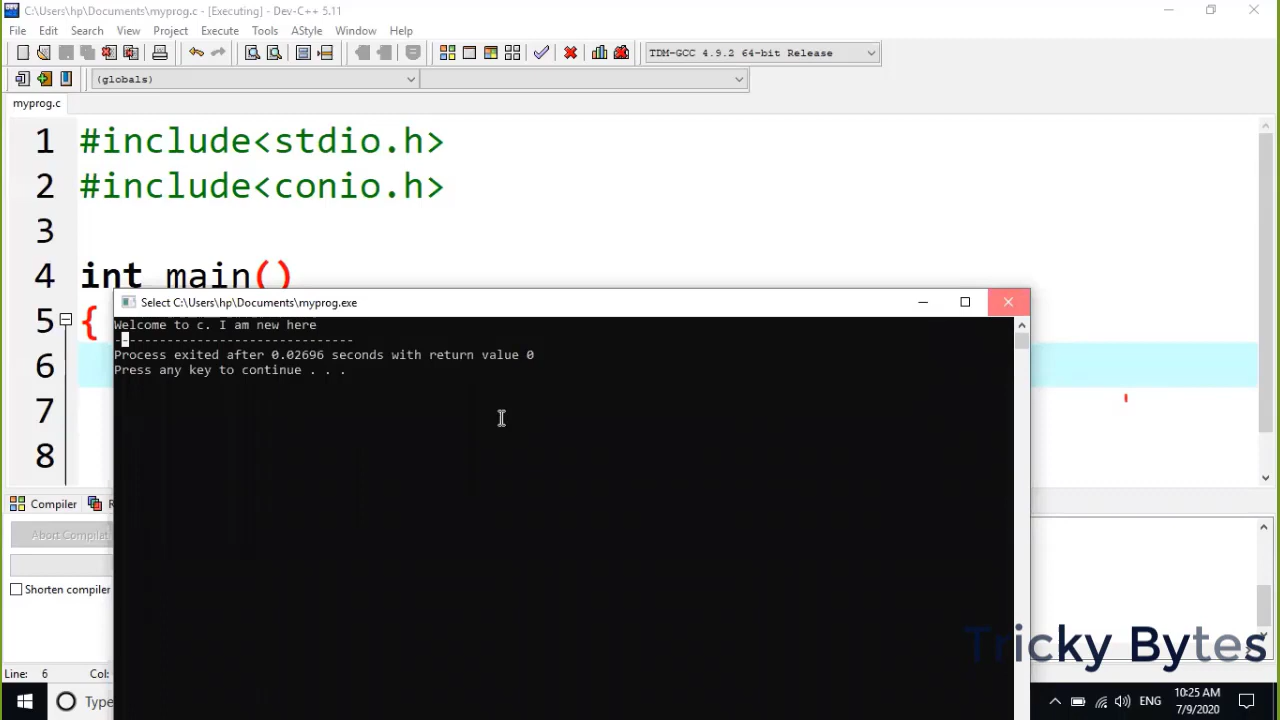 C:\Users\hp\Documents\myprog.c - [Executing] - Dev-C++ 5.11
File Edit Search View Project Execute Tools AStyle Window Help
TDM-GCC 4.9.2 64-bit Release
(globals)
myprog.c
1 #include<stdio.h>
2 #include<conio.h>
3
4 int main()
5 {
6
7
8
Select C:\Users\hp\Documents\myprog.exe
Welcome to c. I am new here
--------------------------------
Process exited after 0.02696 seconds with return value 0
Press any key to continue . . .
Compiler
Abort Compilat
Shorten compiler
Tricky Bytes
Line: 6 Col:
Type
ENG
10:25 AM
7/9/2020